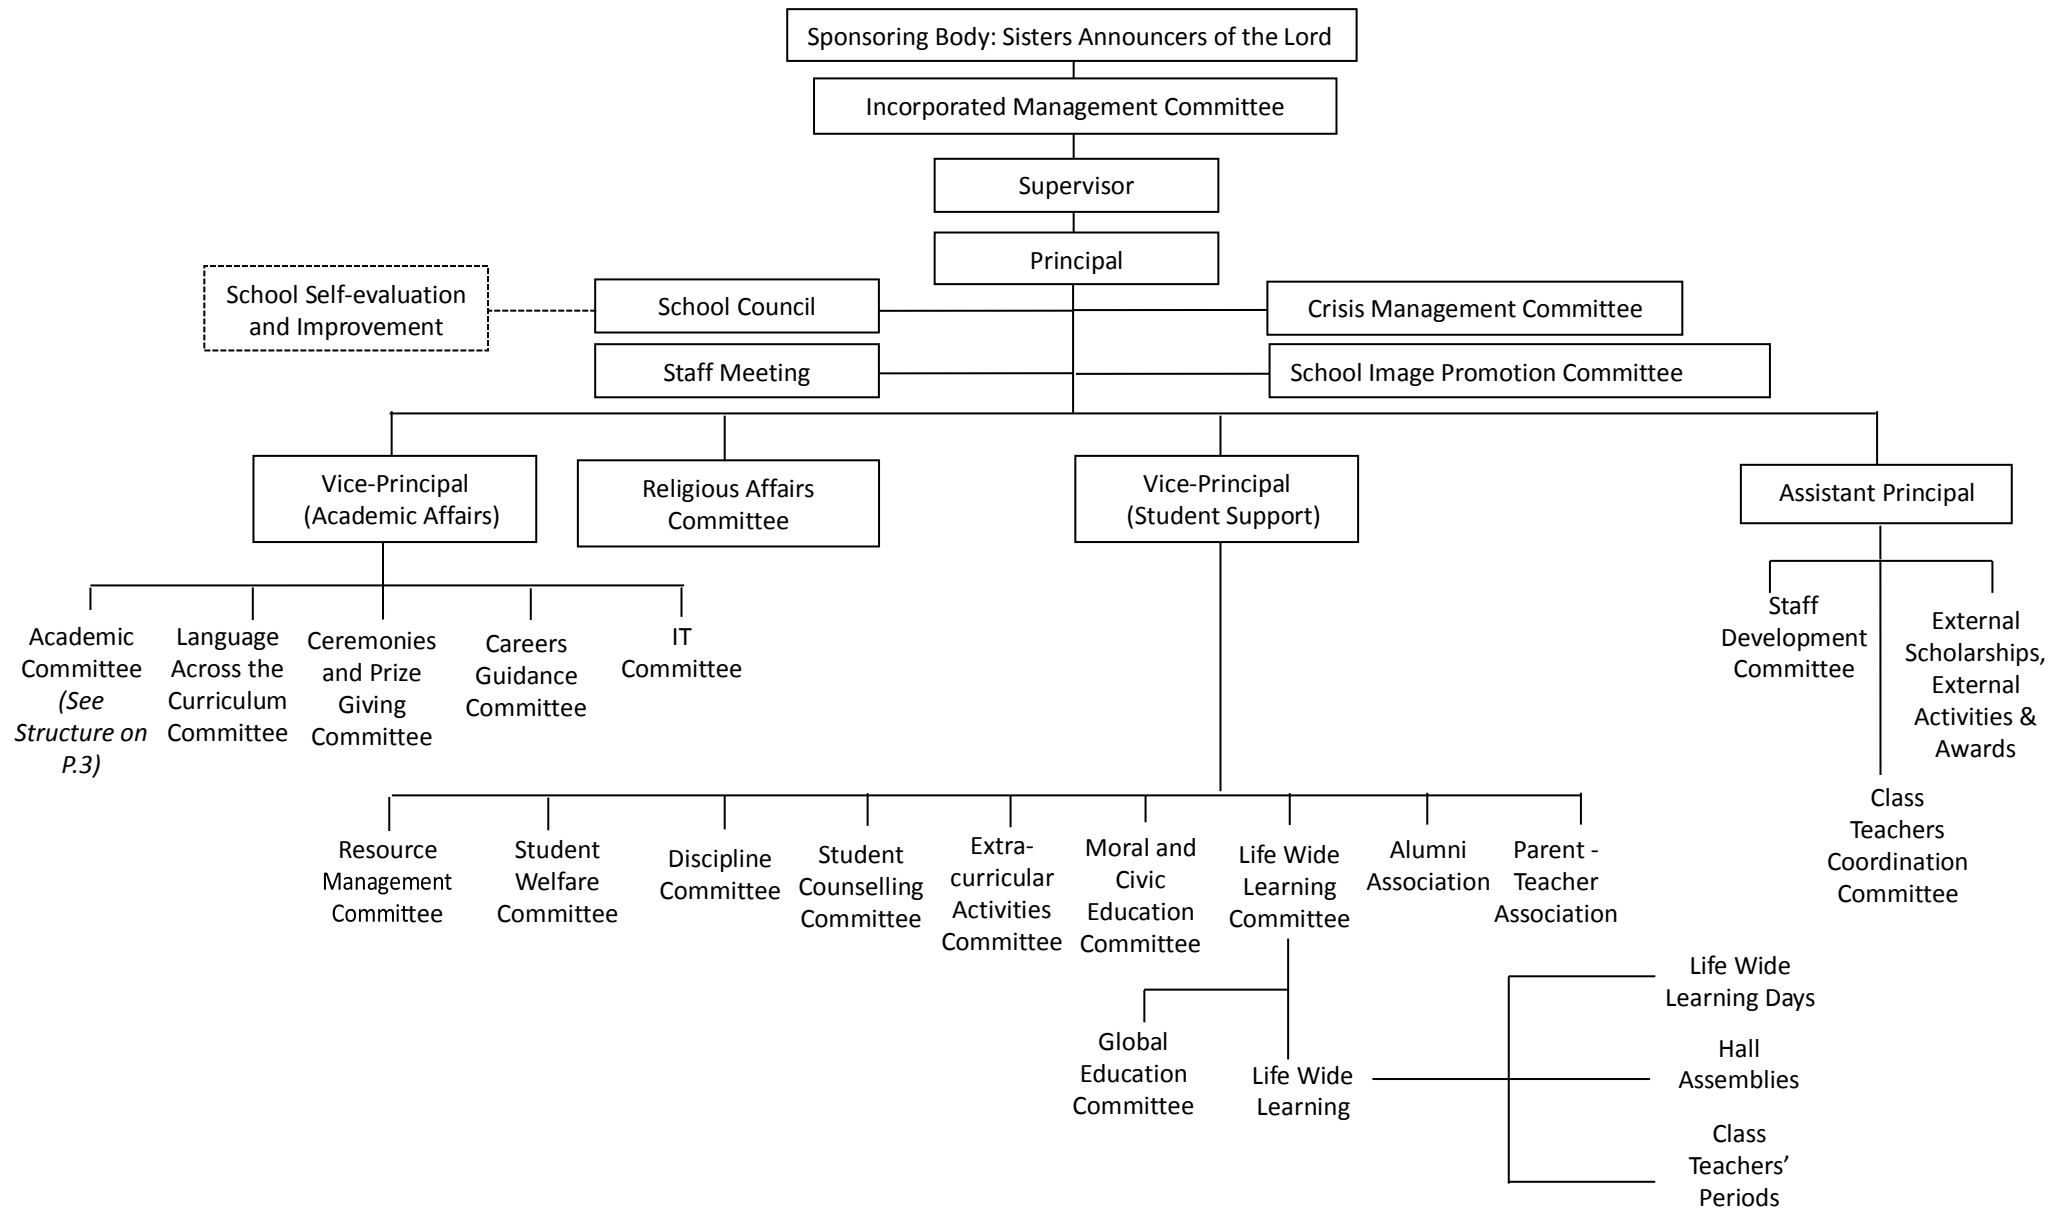 Sponsoring Body: Sisters Announcers of the Lord
Incorporated Management Committee
Supervisor
Principal
School Self-evaluation
and Improvement
School Council
Crisis Management Committee
Staff Meeting
School Image Promotion Committee
Vice-Principal
(Academic Affairs)
Religious Affairs
Committee
Vice-Principal
(Student Support)
Assistant Principal
Academic
Committee
(See
Structure on
P.3)
Language
Across the
Curriculum
Committee
Ceremonies
and Prize
Giving
Committee
Careers
Guidance
Committee
IT
Committee
Staff
Development
Committee
External
Scholarships,
External
Activities &
Awards
Class
Teachers
Coordination
Committee
Resource
Management
Committee
Student
Welfare
Committee
Discipline
Committee
Student
Counselling
Committee
Extra-
curricular
Activities
Committee
Moral and
Civic
Education
Committee
Life Wide
Learning
Committee
Alumni
Association
Parent -
Teacher
Association
Global
Education
Committee
Life Wide
Learning
Life Wide
Learning Days
Hall
Assemblies
Class
Teachers’
Periods